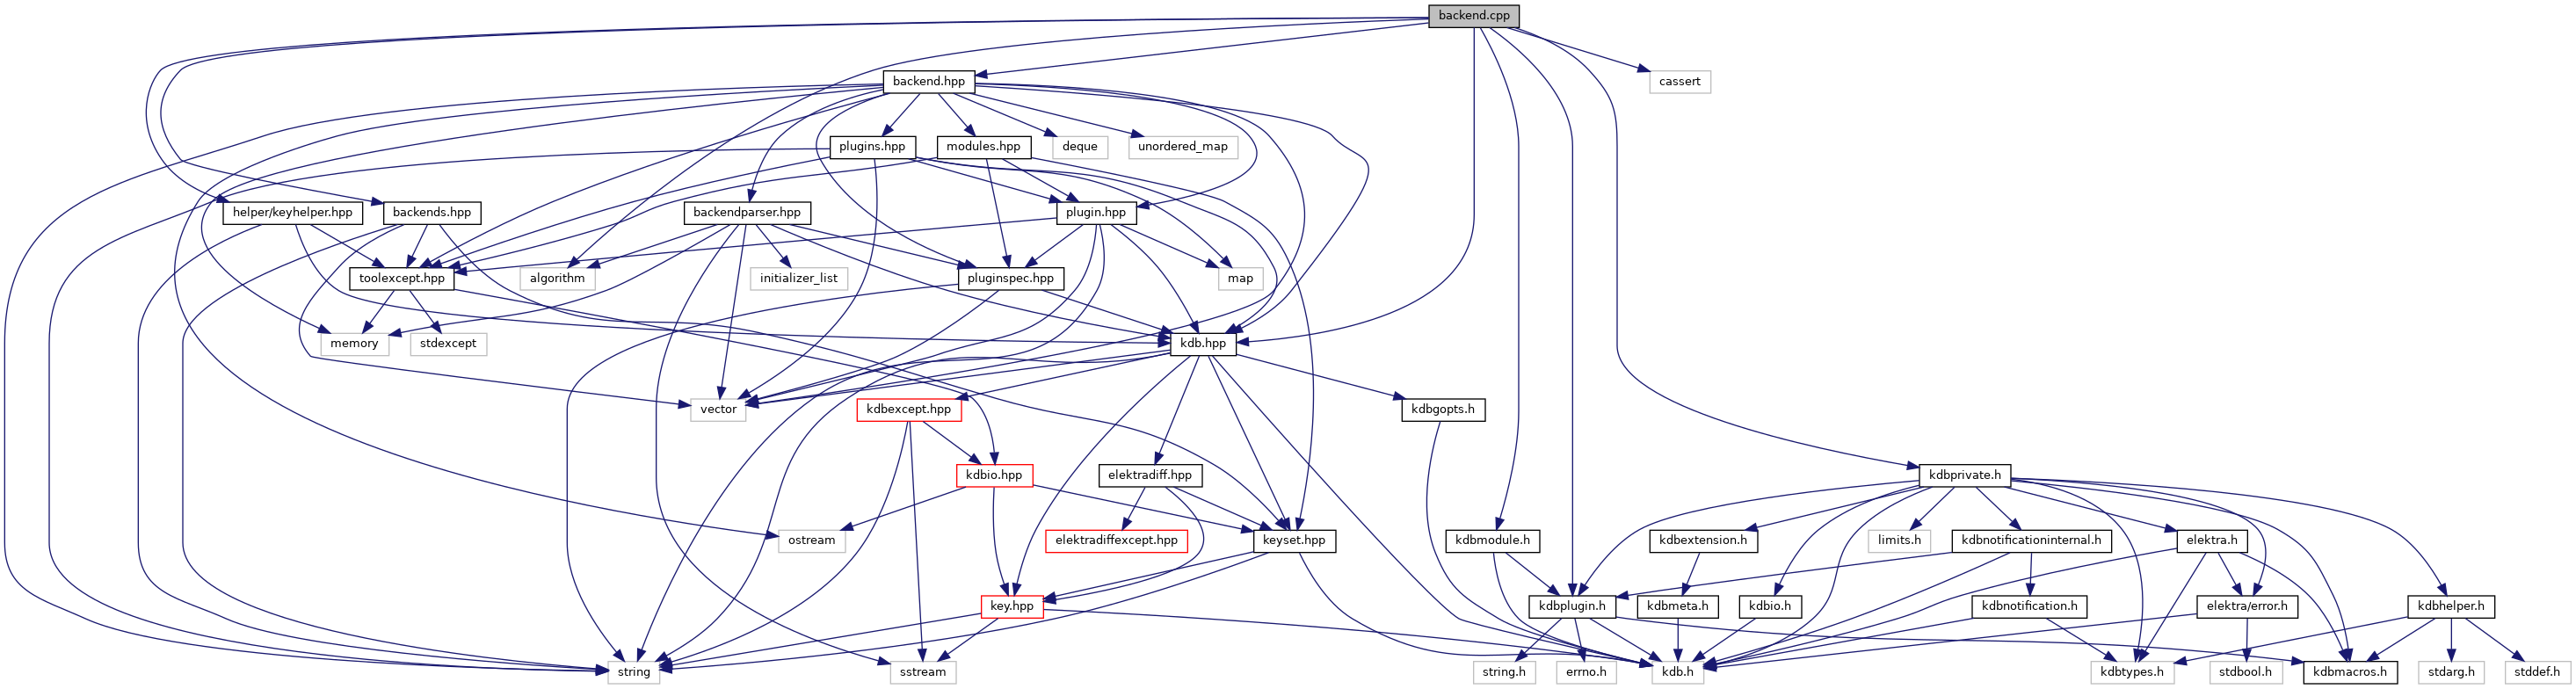 backend.cpp
backend.hpp
cassert
plugins.hpp
modules.hpp
deque
unordered_map
helper/keyhelper.hpp
backends.hpp
backendparser.hpp
plugin.hpp
toolexcept.hpp
algorithm
initializer_list
pluginspec.hpp
map
memory
stdexcept
kdb.hpp
vector
kdbexcept.hpp
kdbgopts.h
kdbio.hpp
elektradiff.hpp
kdbprivate.h
ostream
elektradiffexcept.hpp
keyset.hpp
kdbmodule.h
kdbextension.h
limits.h
kdbnotificationinternal.h
elektra.h
key.hpp
kdbplugin.h
kdbmeta.h
kdbio.h
kdbnotification.h
elektra/error.h
kdbhelper.h
string
sstream
string.h
errno.h
kdb.h
kdbtypes.h
stdbool.h
kdbmacros.h
stdarg.h
stddef.h